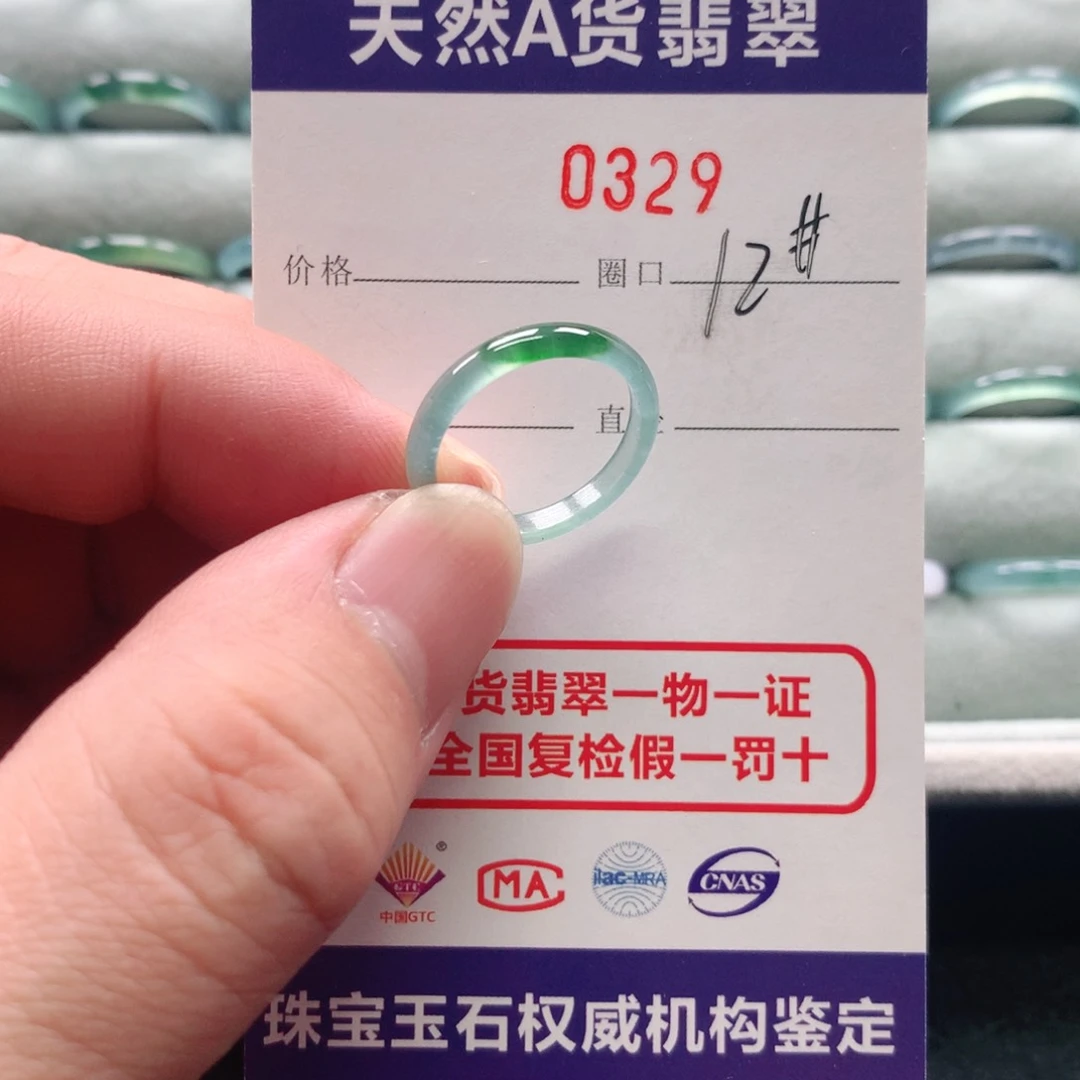 天然A货翡翠
0329
价格 圈口 12#
直
货翡翠一物一证
全国复检假一罚十
GTC ® MA ilac-MRA CNAS
中国GTC
珠宝玉石权威机构鉴定